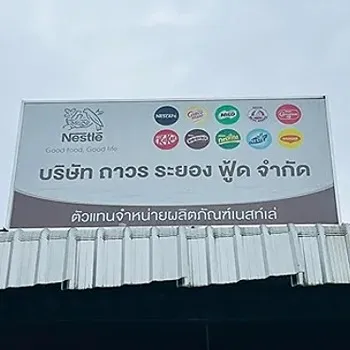 Nestlé
Good food, Good life
NESCAFÉ
MILO
KitKat
บริษัท ถาวร ระยอง ฟู้ด จำกัด
ตัวแทนจำหน่ายผลิตภัณฑ์เนสท์เล่